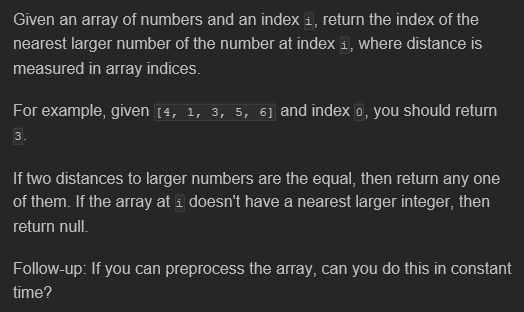 Given an array of numbers and an index i, return the index of the
nearest larger number of the number at index i, where distance is
measured in array indices.
For example, given [4, 1, 3, 5, 6] and index 0, you should return
3.
If two distances to larger numbers are the equal, then return any one
of them. If the array at i doesn't have a nearest larger integer, then
return null.
Follow-up: If you can preprocess the array, can you do this in constant
time?